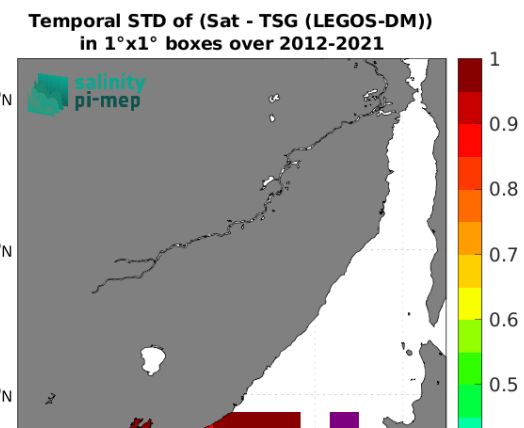 Temporal STD of (Sat - TSG (LEGOS-DM))
in 1°x1° boxes over 2012-2021
salinity
pi-mep
1
0.9
0.8
0.7
0.6
0.5
°N
°N
°N